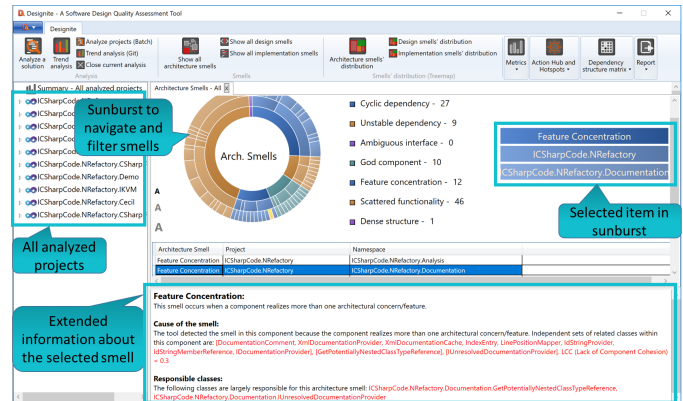 Designite - A Software Design Quality Assessment Tool
Designite
Analyze a solution
Trend analysis
Analyze projects (Batch)
Trend analysis (Git)
Close current analysis
Analysis
Show all architecture smells
Show all design smells
Show all implementation smells
Smells
Architecture smells' distribution
Design smells' distribution
Implementation smells' distribution
Smells' distribution (Treemap)
Metrics
Action Hub and Hotspots
Dependency structure matrix
Report
Summary - All analyzed projects
ICSharpCode.NRefactory.CSharp
ICSharpCode.NRefactory.Demo
ICSharpCode.NRefactory.IKVM
ICSharpCode.NRefactory.Cecil
ICSharpCode.NRefactory.CSharp
All analyzed
projects
Architecture Smells - All X
Sunburst to
navigate and
filter smells
Arch. Smells
A
A
A
Cyclic dependency - 27
Unstable dependency - 9
Ambiguous interface - 0
God component - 10
Feature concentration - 12
Scattered functionality - 46
Dense structure - 1
Feature Concentration
ICSharpCode.NRefactory
ICSharpCode.NRefactory.Documentation
Selected item in
sunburst
Architecture Smell Project Namespace
Feature Concentration ICSharpCode.NRefactory ICSharpCode.NRefactory.Analysis
Feature Concentration ICSharpCode.NRefactory ICSharpCode.NRefactory.Documentation
Extended
information about
the selected smell
Feature Concentration:
This smell occurs when a component realizes more than one architectural concern/feature.
Cause of the smell:
The tool detected the smell in this component because the component realizes more than one architectural concern/feature. Independent sets of related classes within
this component are: [DocumentationComment, XmlDocumentationProvider, XmlDocumentationCache, IndexEntry, LinePositionMapper, IdStringProvider,
IdStringMemberReference, IDocumentationProvider], [GetPotentiallyNestedClassTypeReference], [IUnresolvedDocumentationProvider]. LCC (Lack of Component Cohesion)
= 0.3
Responsible classes:
The following classes are largely responsible for this architecture smell: ICSharpCode.NRefactory.Documentation.GetPotentiallyNestedClassTypeReference,
ICSharpCode.NRefactory.Documentation.IUnresolvedDocumentationProvider